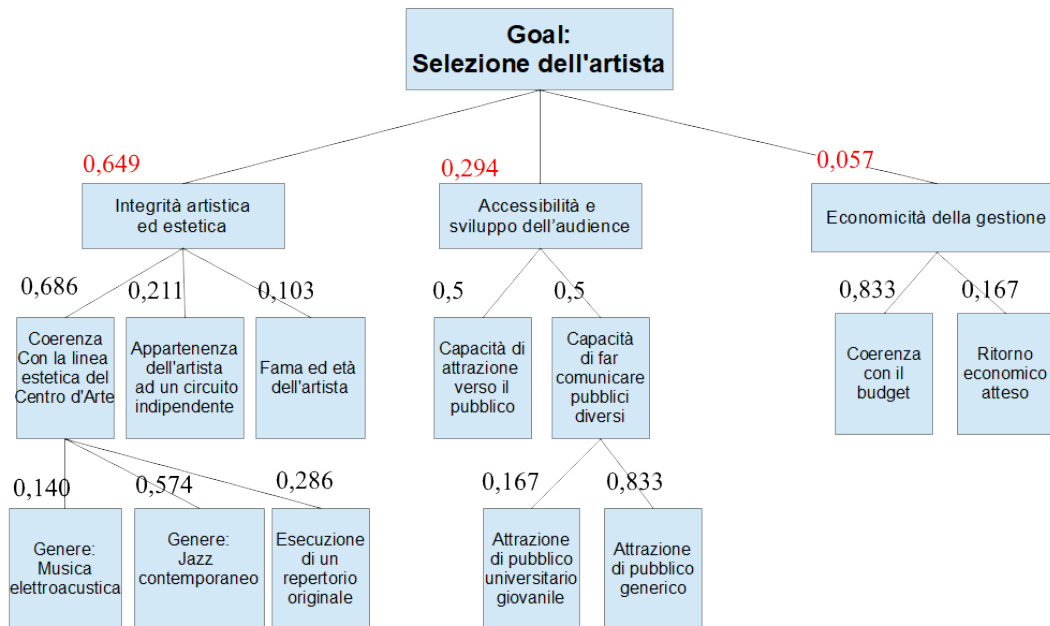 Goal:
Selezione dell'artista
0,649
0,294
0,057
Integrità artistica
ed estetica
Accessibilità e
sviluppo dell'audience
Economicità della gestione
0,686
0,211
0,103
0,5
0,5
0,833
0,167
Coerenza
Con la linea
estetica del
Centro d'Arte
Appartenenza
dell'artista
ad un circuito
indipendente
Fama ed età
dell'artista
Capacità di
attrazione
verso il
pubblico
Capacità
di far
comunicare
pubblici
diversi
Coerenza
con il
budget
Ritorno
economico
atteso
0,140
0,574
0,286
0,167
0,833
Genere:
Musica
elettroacustica
Genere:
Jazz
contemporaneo
Esecuzione
di un
repertorio
originale
Attrazione
di pubblico
universitario
giovanile
Attrazione
di pubblico
generico